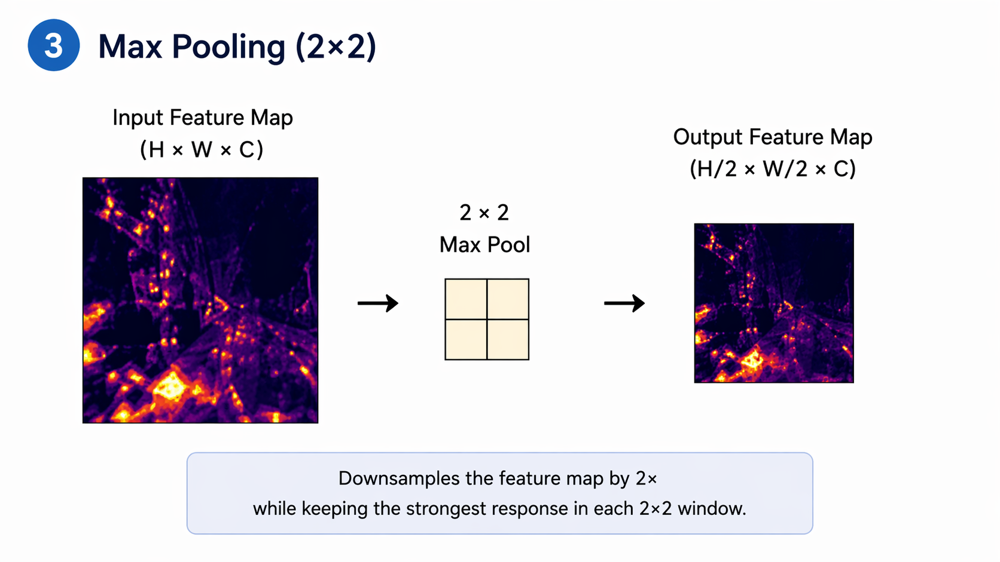 3 Max Pooling (2×2)
Input Feature Map
(H × W × C)
2 × 2
Max Pool
Output Feature Map
(H/2 × W/2 × C)
Downsamples the feature map by 2×
while keeping the strongest response in each 2×2 window.